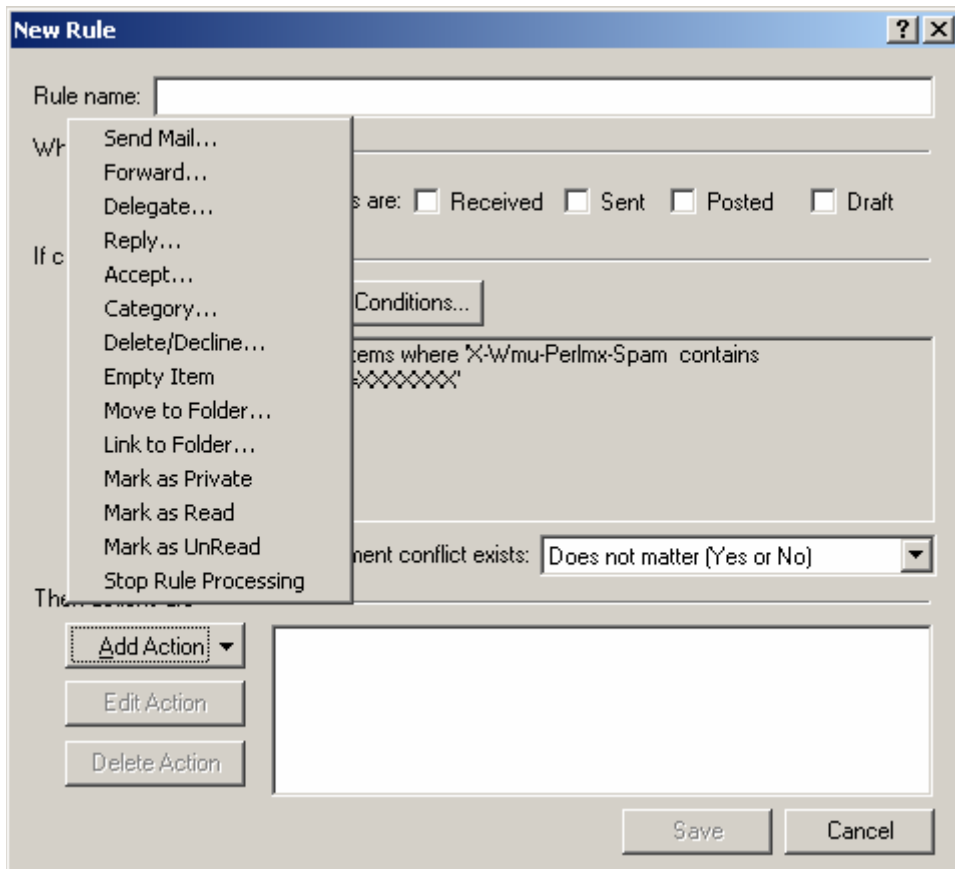 New Rule
Rule name:
Send Mail...
Wh
Forward...
Delegate...
s are: Received Sent Posted Draft
Reply...
If c
Accept...
Category...
Conditions...
Delete/Decline...
tems where 'X-Wmu-Perlmx-Spam contains
Empty Item
=XXXXXXXX''
Move to Folder...
Link to Folder...
Mark as Private
Mark as Read
Mark as UnRead
ment conflict exists: Does not matter (Yes or No)
Stop Rule Processing
Add Action
Edit Action
Delete Action
Save Cancel